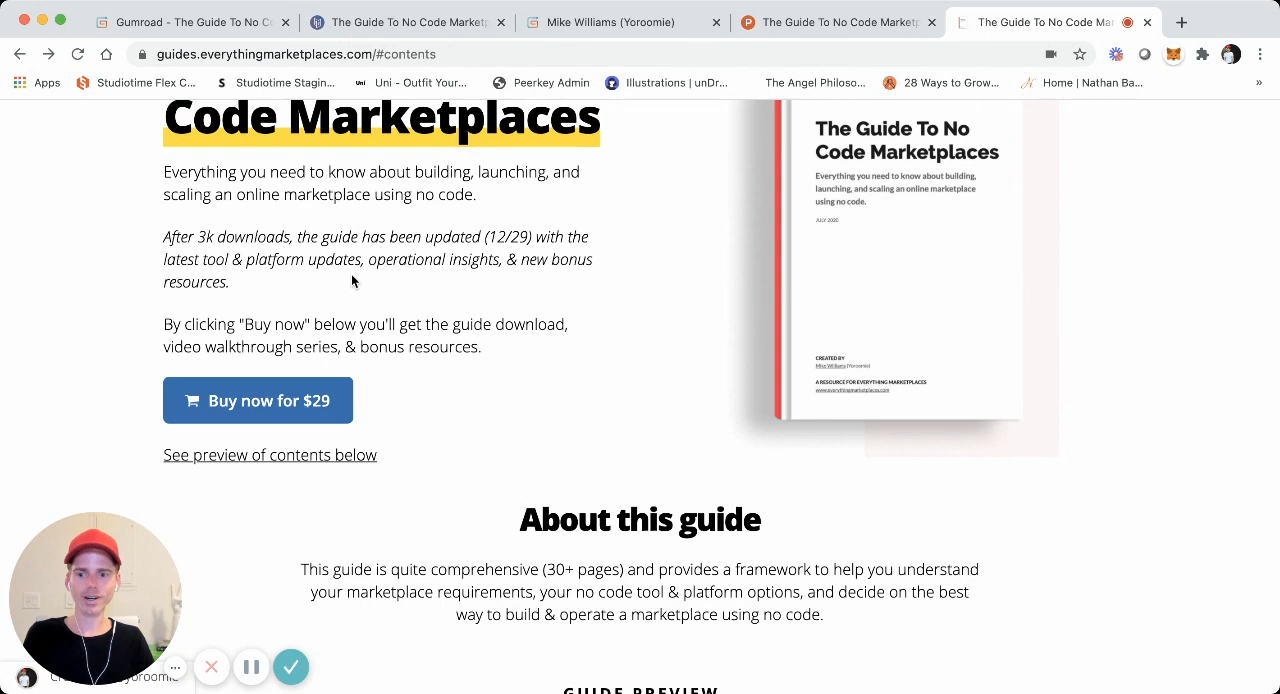 Gumroad - The Guide To No C
The Guide To No Code Marketp
Mike Williams (Yoroomie)
The Guide To No Code Marketp
The Guide To No Code Mar
guides.everythingmarketplaces.com/#contents
Apps
Studiotime Flex C...
Studiotime Stagin...
Uni - Outfit Your...
Peerkey Admin
Illustrations | unDr...
The Angel Philoso...
28 Ways to Grow...
Home | Nathan Ba...
»
Code Marketplaces
Everything you need to know about building, launching, and
scaling an online marketplace using no code.
After 3k downloads, the guide has been updated (12/29) with the
latest tool & platform updates, operational insights, & new bonus
resources.
By clicking "Buy now" below you'll get the guide download,
video walkthrough series, & bonus resources.
Buy now for $29
See preview of contents below
The Guide To No
Code Marketplaces
Everything you need to know about building,
launching, and scaling an online marketplace
using no code.
JULY 2020
CREATED BY
Mike Williams (Yoroomie)
A RESOURCE FOR EVERYTHING MARKETPLACES
www.everythingmarketplaces.com
About this guide
This guide is quite comprehensive (30+ pages) and provides a framework to help you understand
your marketplace requirements, your no code tool & platform options, and decide on the best
way to build & operate a marketplace using no code.
GUIDE PREVIEW